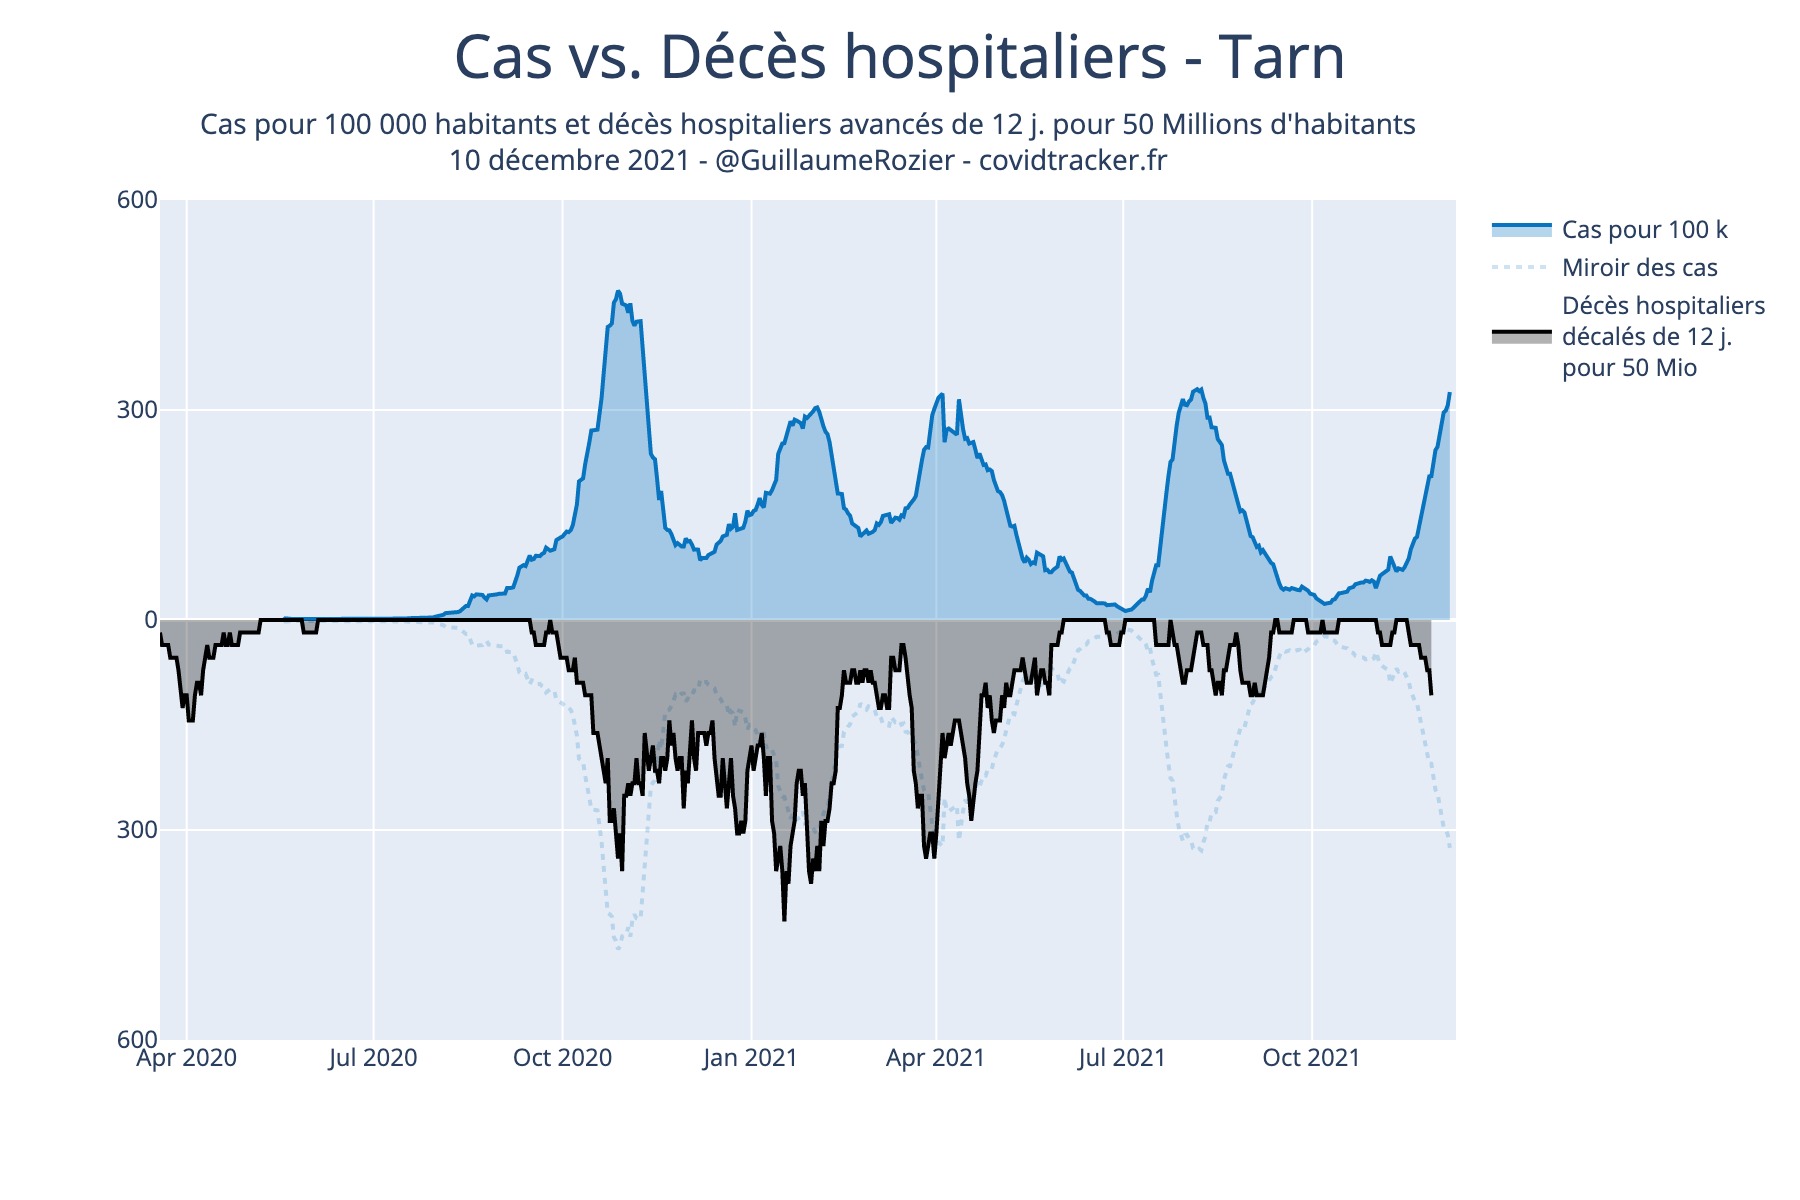 Cas vs. Décès hospitaliers - Tarn
Cas pour 100 000 habitants et décès hospitaliers avancés de 12 j. pour 50 Millions d'habitants
10 décembre 2021 - @GuillaumeRozier - covidtracker.fr
600
300
0
300
600
Apr 2020
Jul 2020
Oct 2020
Jan 2021
Apr 2021
Jul 2021
Oct 2021
Cas pour 100 k
Miroir des cas
Décès hospitaliers
décalés de 12 j.
pour 50 Mio